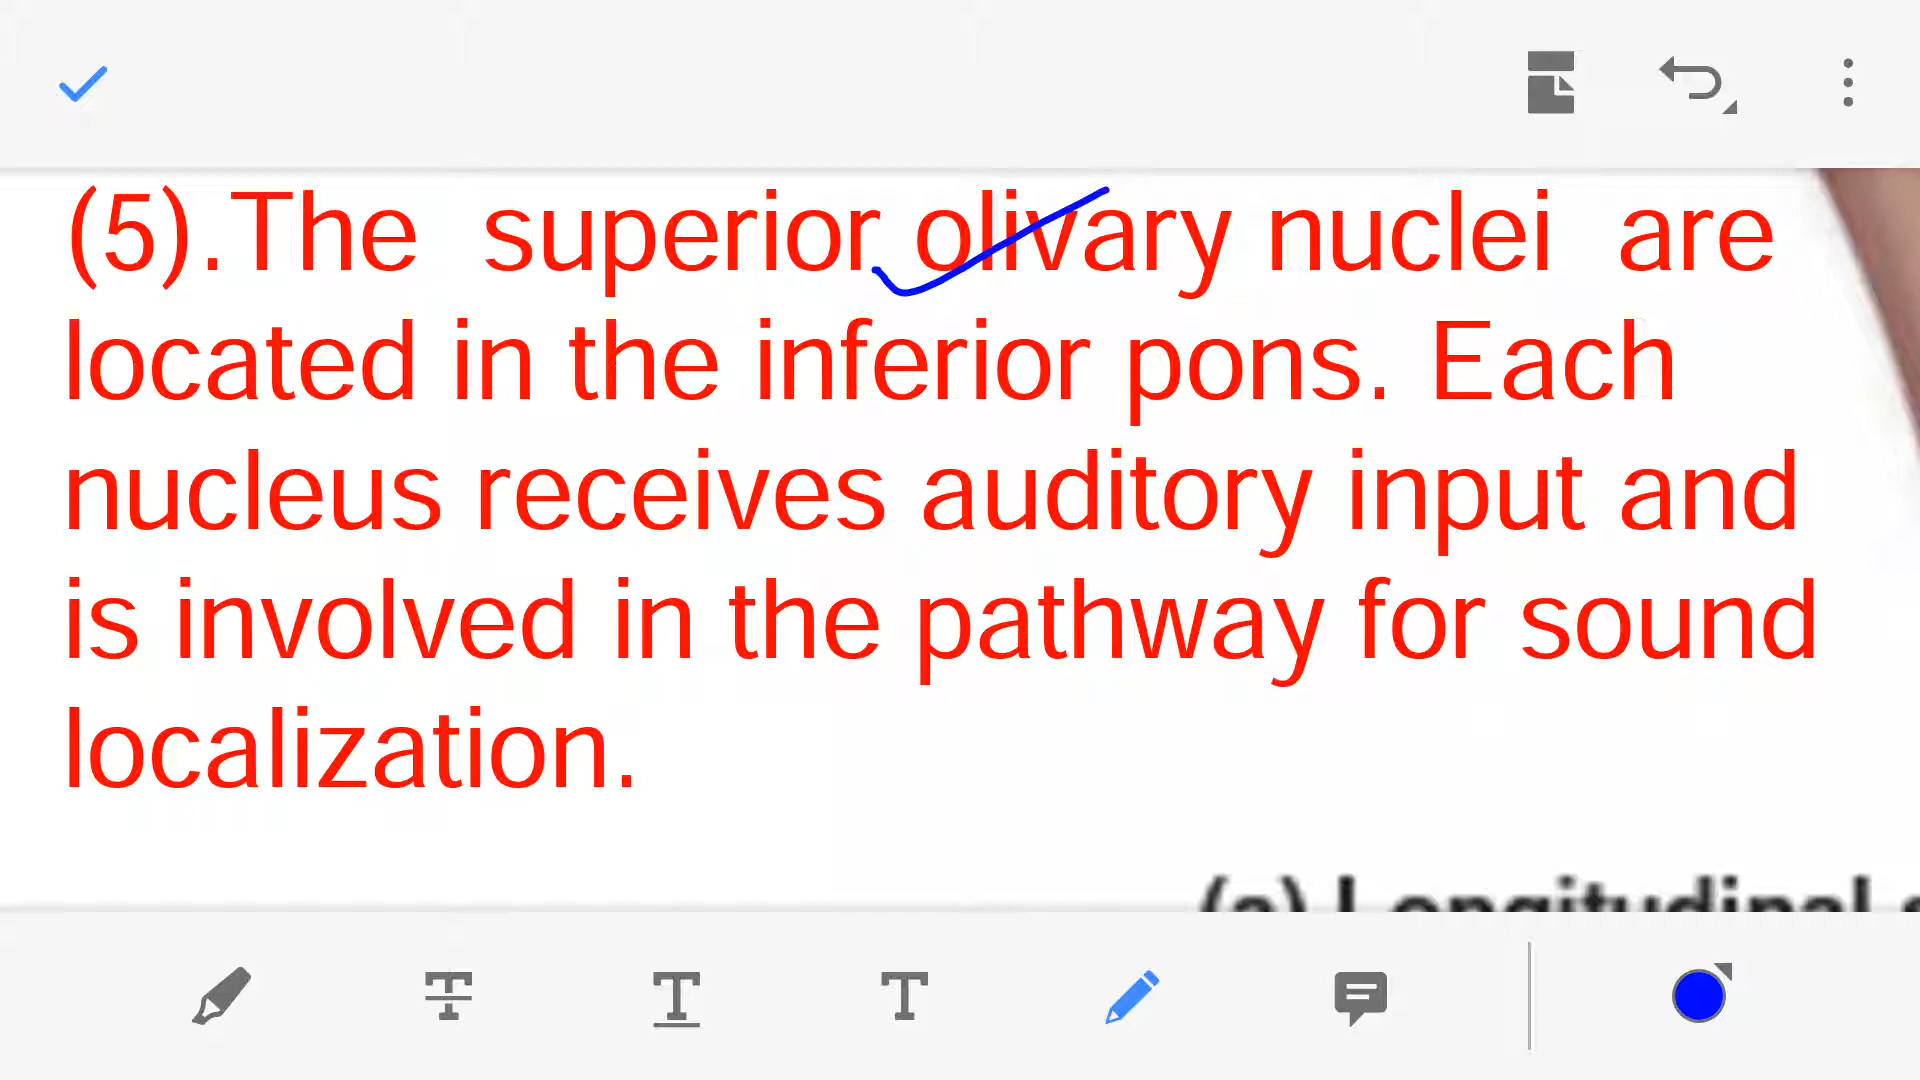 (5).The superior olivary nuclei are
located in the inferior pons. Each
nucleus receives auditory input and
is involved in the pathway for sound
localization.
(a) Longitudinal